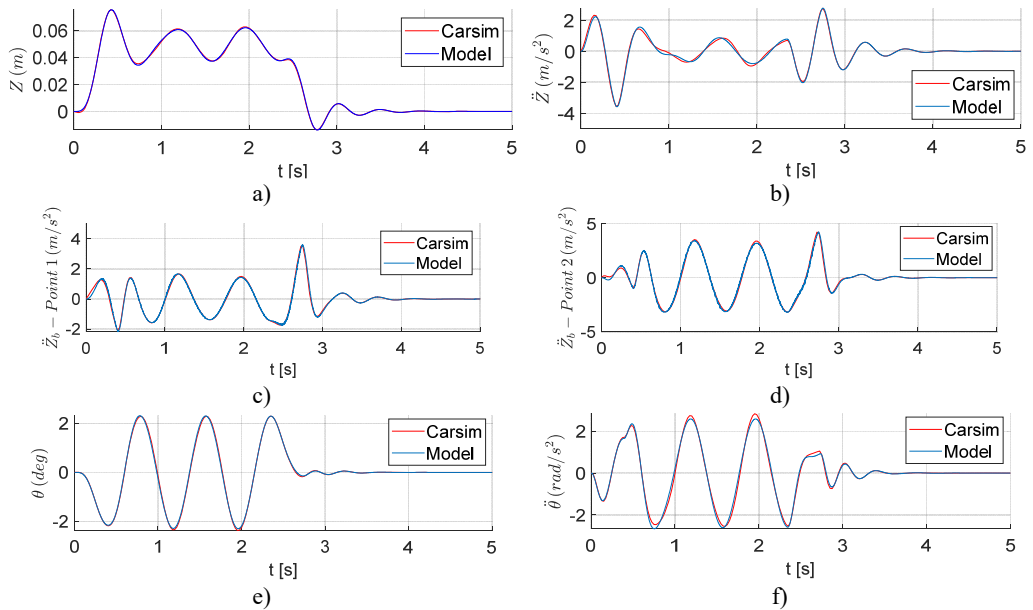 Z (m)
0.06
0.04
0.02
0
0 1 2 3 4 5
t [s]
Carsim
Model
a)
Z̈ (m/s²)
2
0
-2
-4
0 1 2 3 4 5
t [s]
Carsim
Model
b)
Z̈_b − Point 1 (m/s²)
4
2
0
-2
0 1 2 3 4 5
t [s]
Carsim
Model
c)
Z̈_b − Point 2 (m/s²)
5
0
-5
0 1 2 3 4 5
t [s]
Carsim
Model
d)
θ (deg)
2
0
-2
0 1 2 3 4 5
t [s]
Carsim
Model
e)
θ̈ (rad/s²)
2
0
-2
0 1 2 3 4 5
t [s]
Carsim
Model
f)